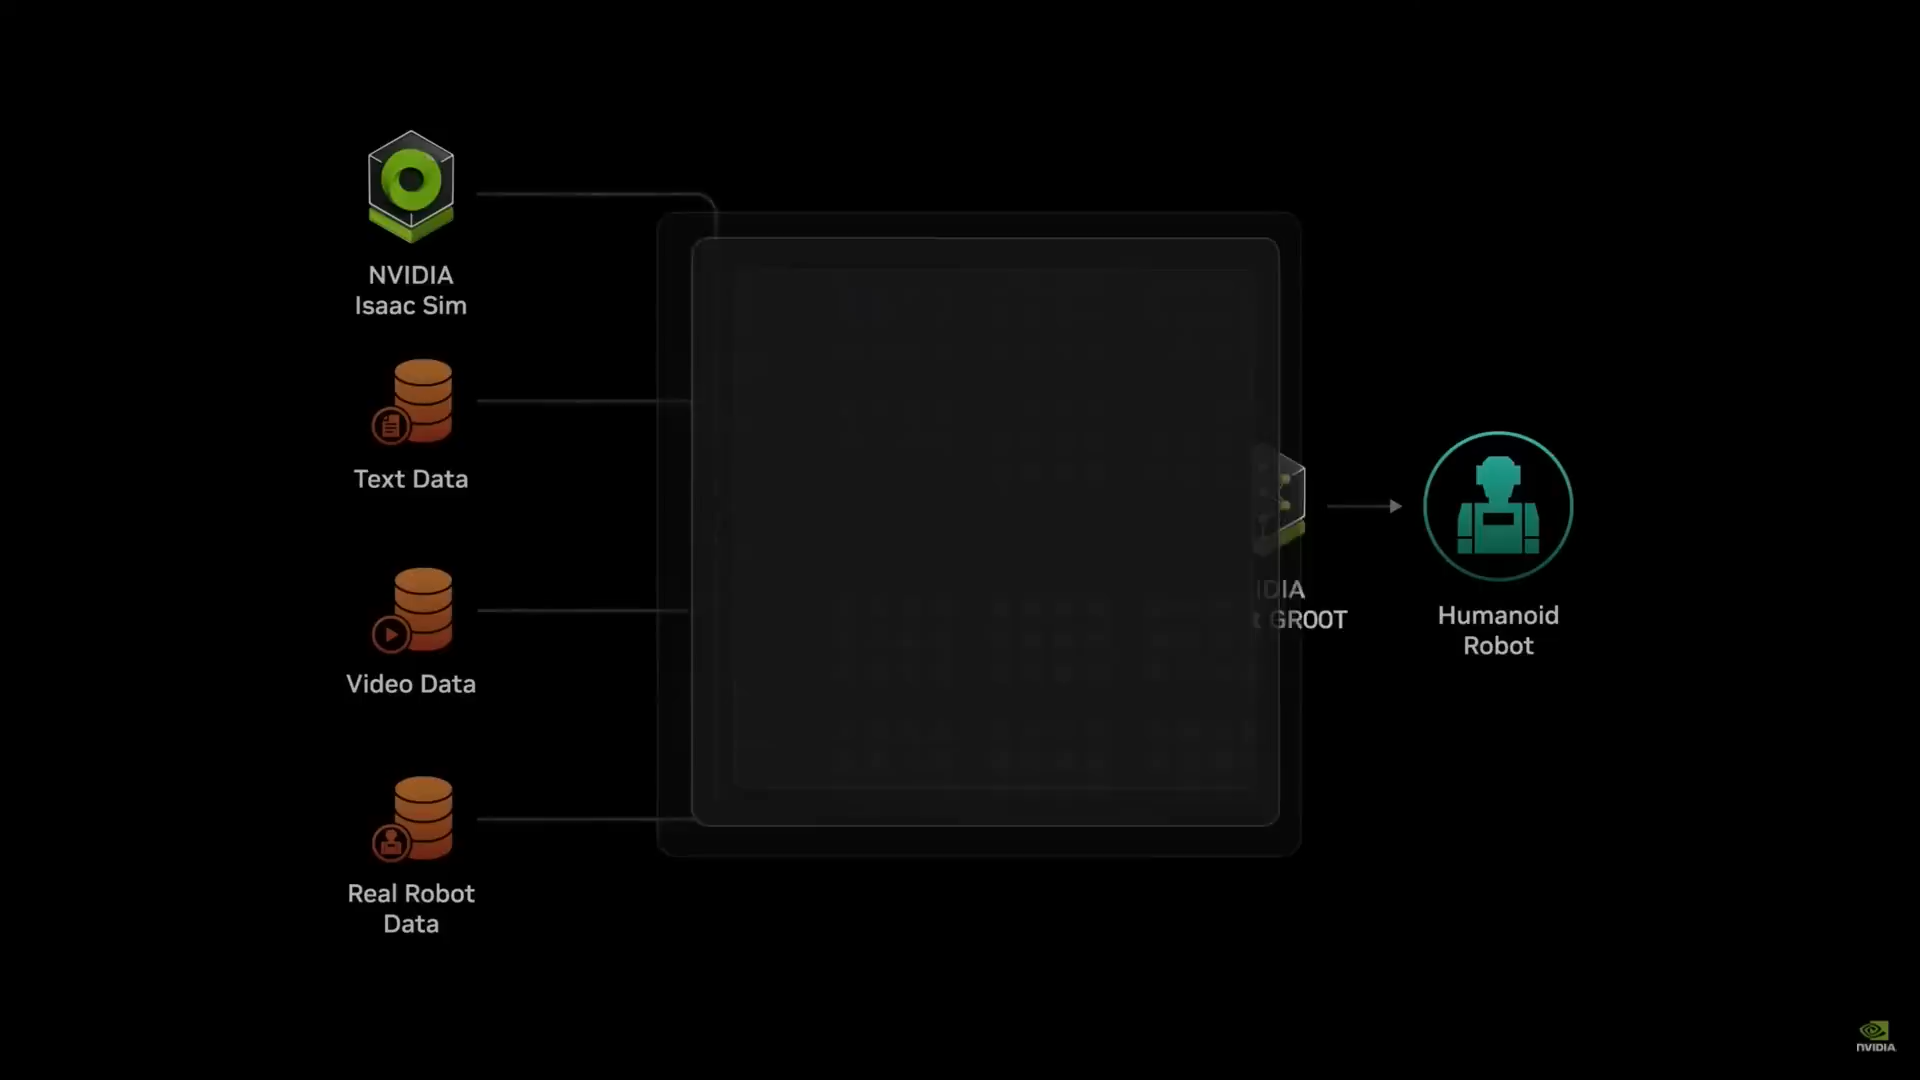 NVIDIA
Isaac Sim
Text Data
Video Data
Real Robot
Data
GROOT
Humanoid
Robot
NVIDIA